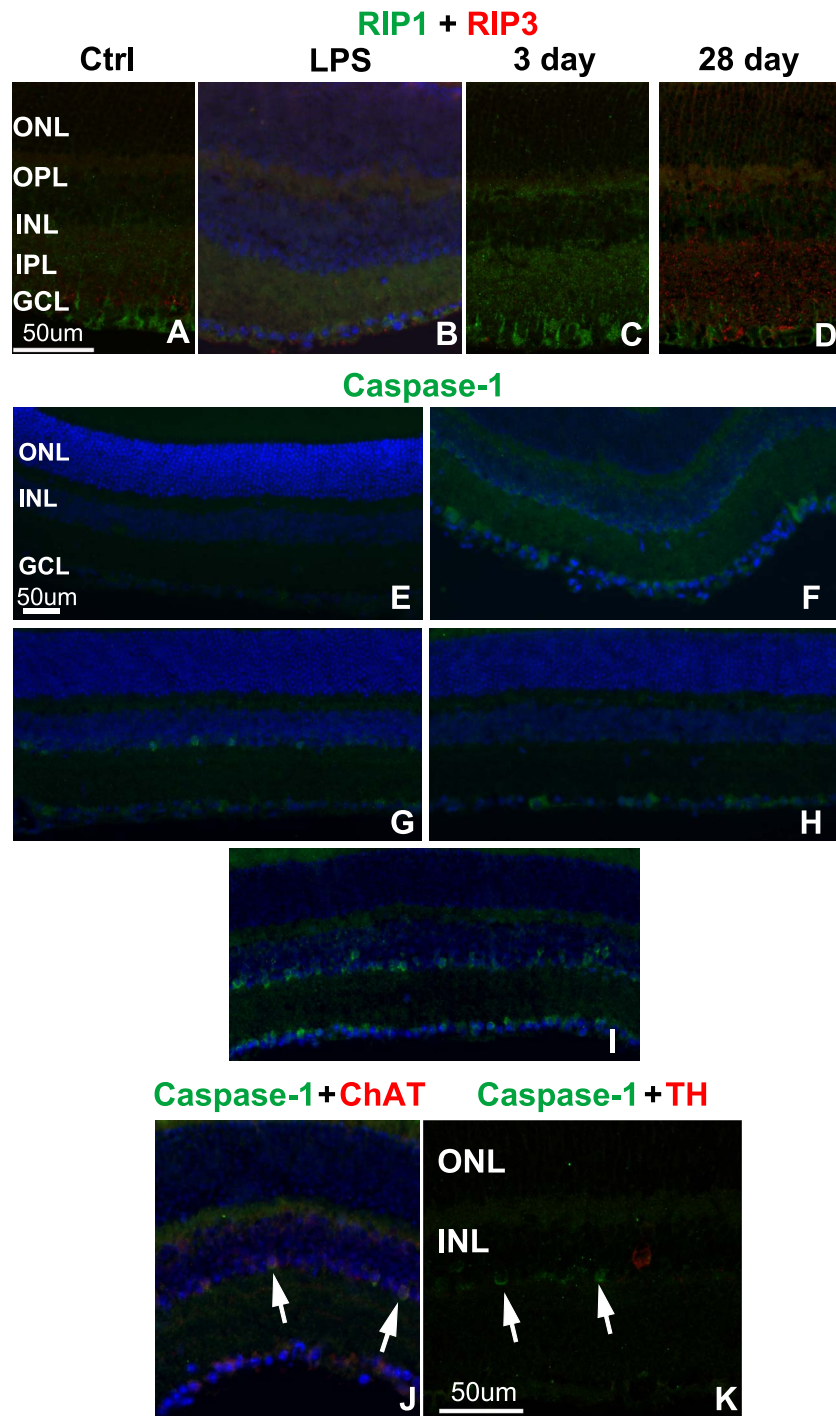 RIP1 + RIP3
Ctrl LPS 3 day 28 day
ONL
OPL
INL
IPL
GCL
50um
A B C D
Caspase-1
ONL
INL
GCL
50um
E F
G H
I
Caspase-1+ChAT Caspase-1+TH
ONL
INL
50um
J K